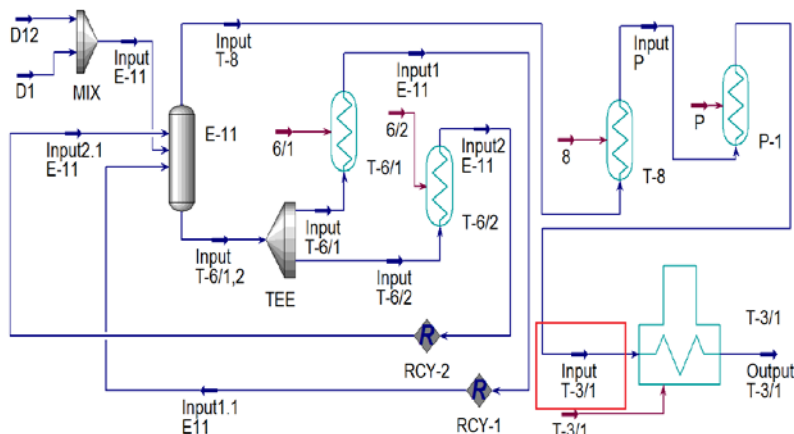 D12
D1
MIX
Input
E-11
Input
T-8
E-11
Input2.1
E-11
Input
T-6/1,2
TEE
Input
T-6/1
Input
T-6/2
6/1
T-6/1
Input1
E-11
6/2
T-6/2
Input2
E-11
R
RCY-2
R
RCY-1
Input1.1
E11
8
T-8
Input
P
P
P-1
Input
T-3/1
T-3/1
T-3/1
Output
T-3/1